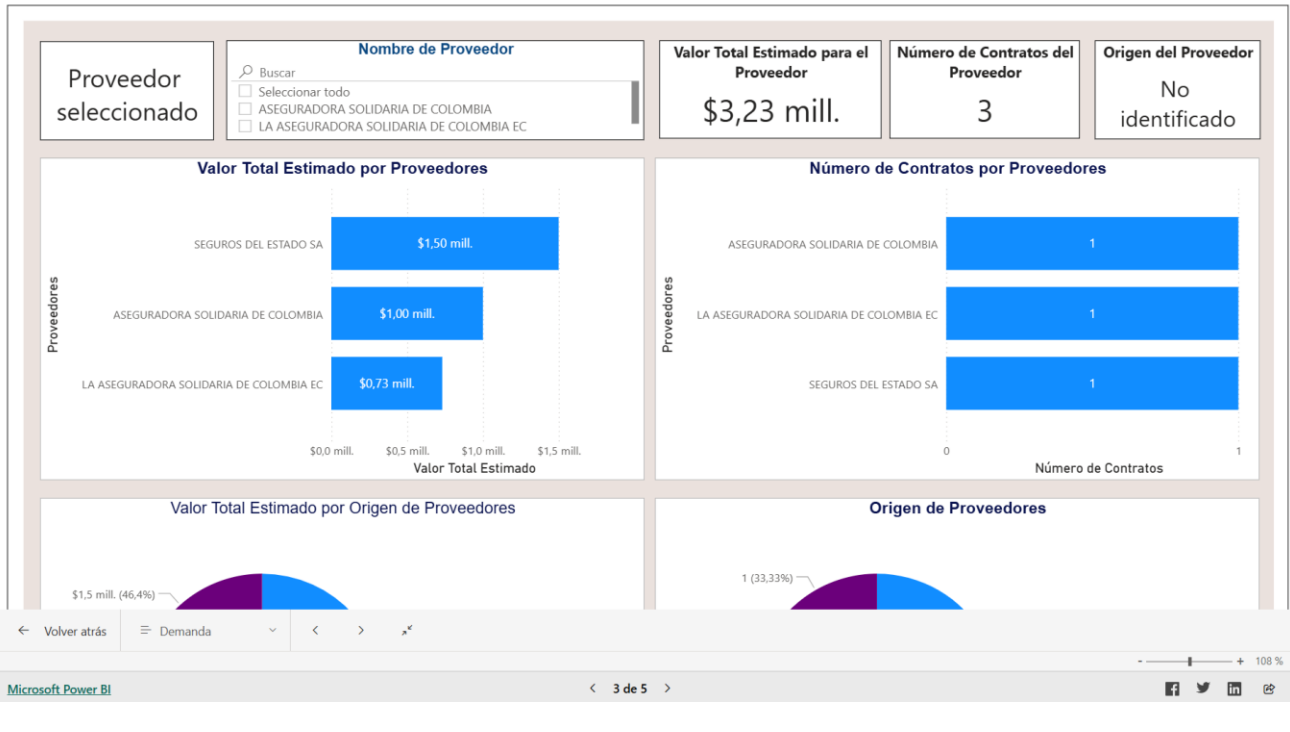 Proveedor
seleccionado
Nombre de Proveedor
Buscar
Seleccionar todo
ASEGURADORA SOLIDARIA DE COLOMBIA
LA ASEGURADORA SOLIDARIA DE COLOMBIA EC
Valor Total Estimado para el
Proveedor
$3,23 mill.
Número de Contratos del
Proveedor
3
Origen del Proveedor
No
identificado
Valor Total Estimado por Proveedores
Proveedores
SEGUROS DEL ESTADO SA
$1,50 mill.
ASEGURADORA SOLIDARIA DE COLOMBIA
$1,00 mill.
LA ASEGURADORA SOLIDARIA DE COLOMBIA EC
$0,73 mill.
$0,0 mill. $0,5 mill. $1,0 mill. $1,5 mill.
Valor Total Estimado
Número de Contratos por Proveedores
Proveedores
ASEGURADORA SOLIDARIA DE COLOMBIA
1
LA ASEGURADORA SOLIDARIA DE COLOMBIA EC
1
SEGUROS DEL ESTADO SA
1
0 1
Número de Contratos
Valor Total Estimado por Origen de Proveedores
$1,5 mill. (46,4%)
Origen de Proveedores
1 (33,33%)
Volver atrás
Demanda
- + 108 %
Microsoft Power BI
3 de 5